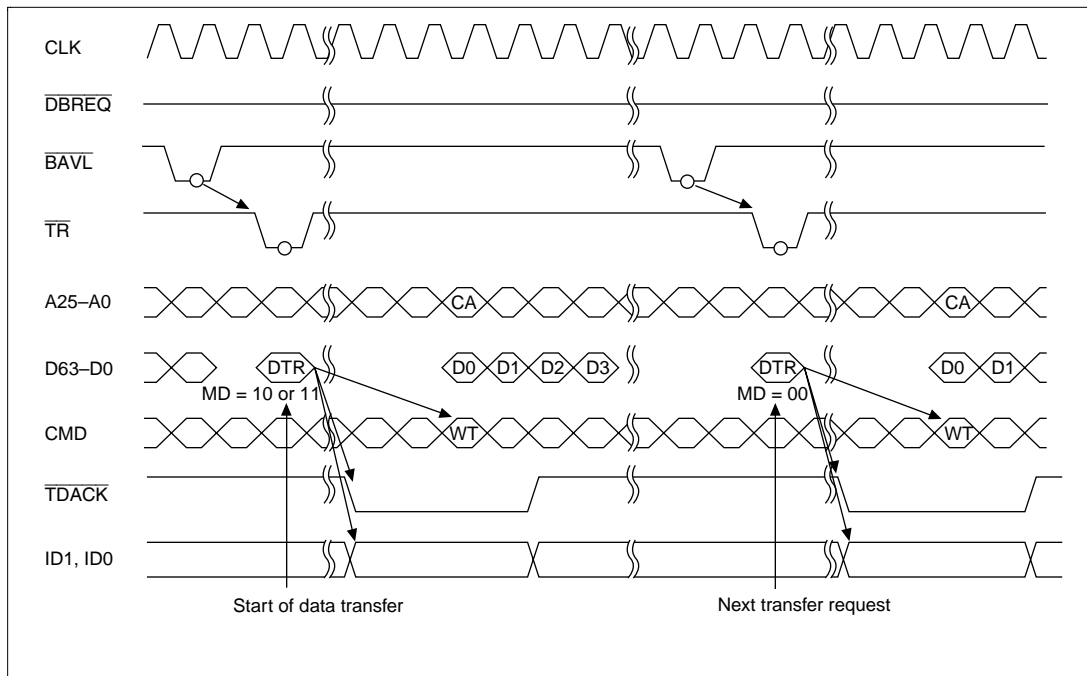 CLK
DBREQ
BAVL
TR
A25–A0 CA CA
D63–D0 DTR D0 D1 D2 D3 DTR D0 D1
MD = 10 or 11 MD = 00
CMD WT WT
TDACK
ID1, ID0
Start of data transfer Next transfer request